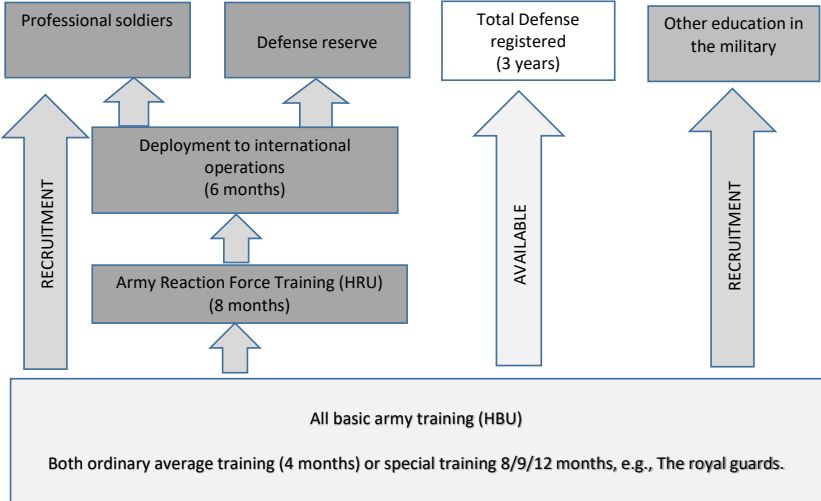 Professional soldiers
Defense reserve
Total Defense
registered
(3 years)
Other education in
the military
Deployment to international
operations
(6 months)
RECRUITMENT
AVAILABLE
RECRUITMENT
Army Reaction Force Training (HRU)
(8 months)
All basic army training (HBU)
Both ordinary average training (4 months) or special training 8/9/12 months, e.g., The royal guards.